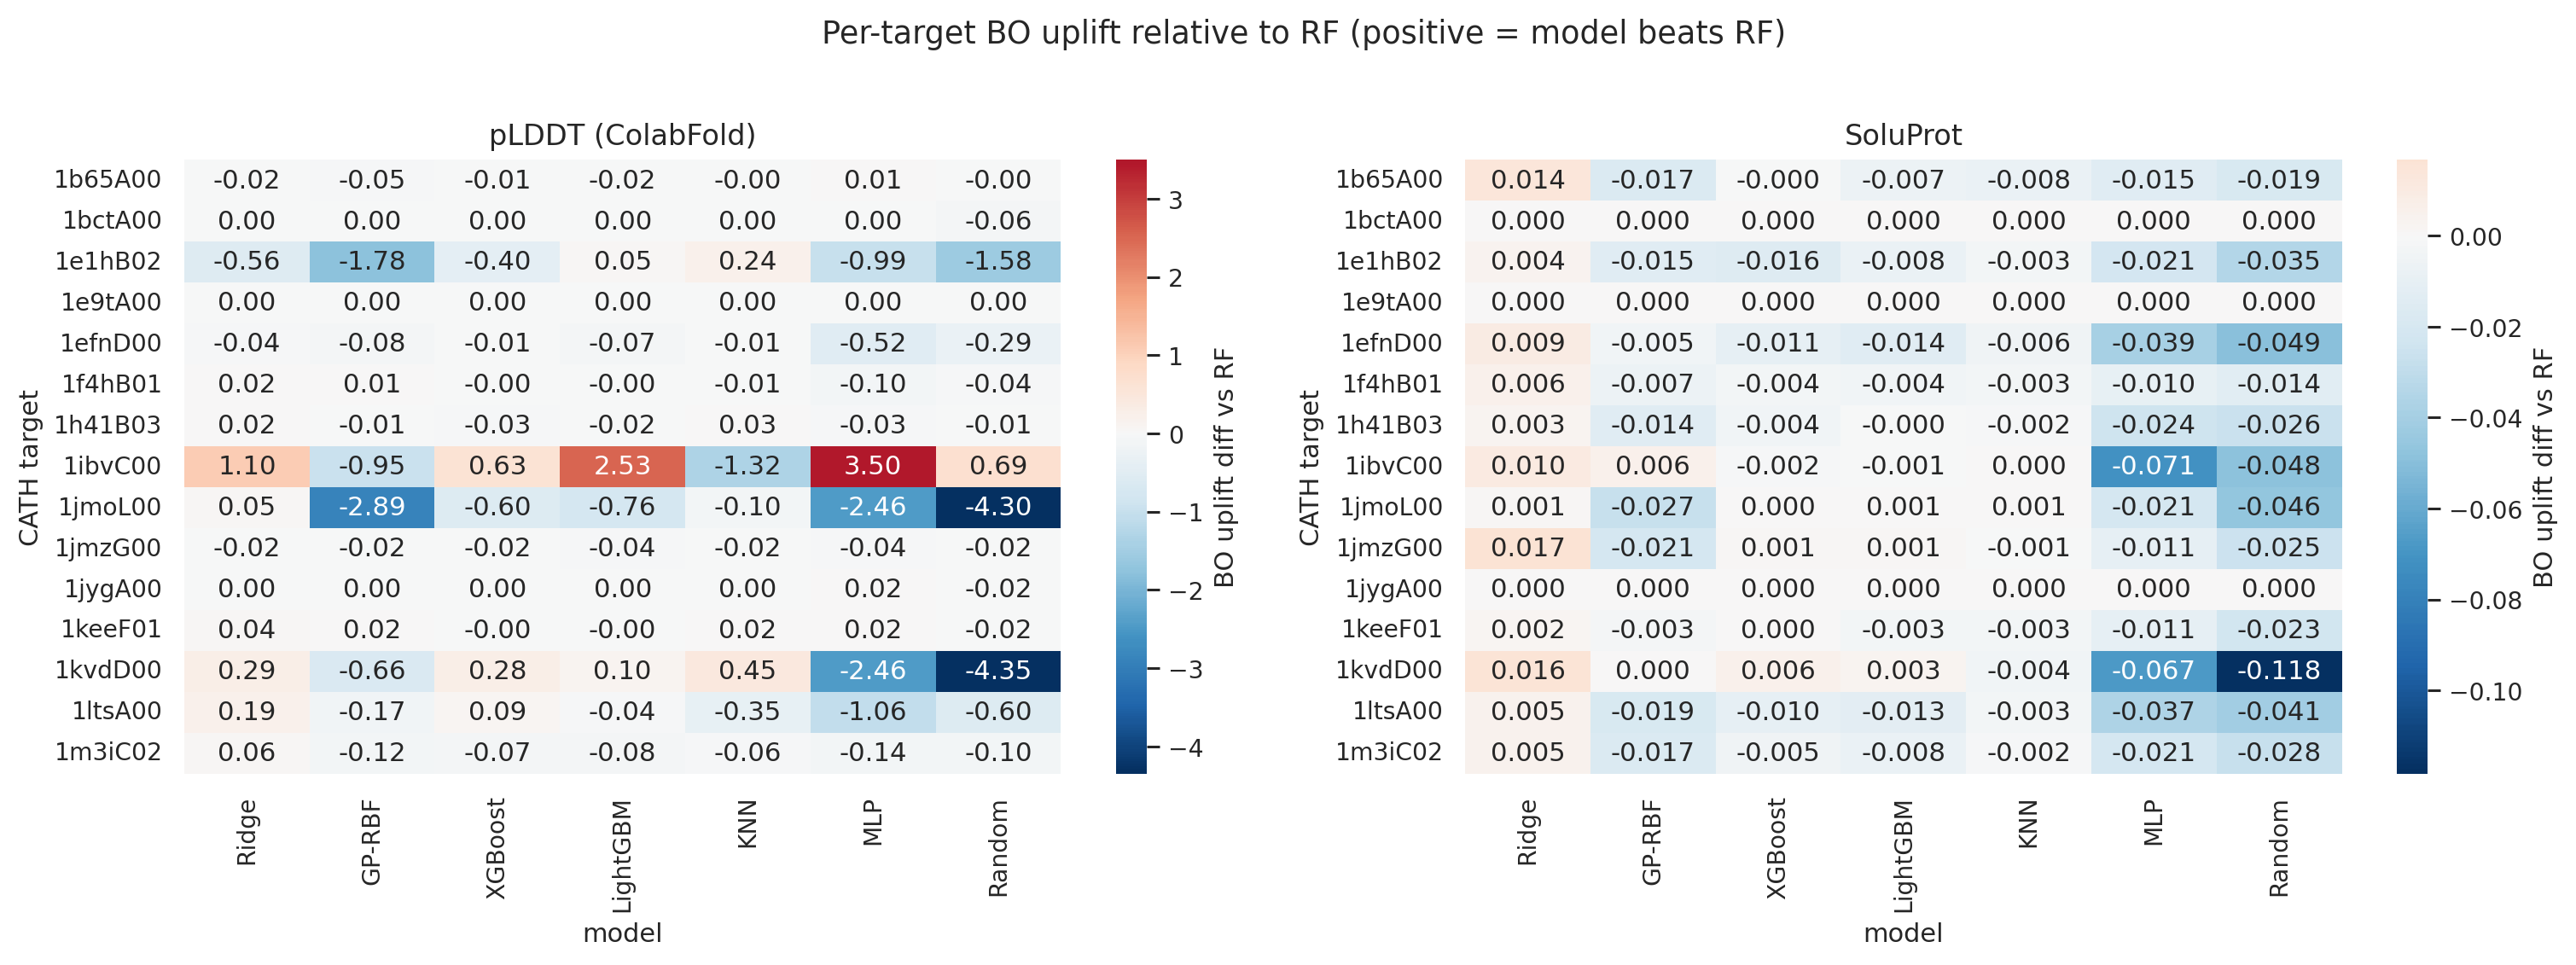 Per-target BO uplift relative to RF (positive = model beats RF)
pLDDT (ColabFold)
CATH target
1b65A00 -0.02 -0.05 -0.01 -0.02 -0.00 0.01 -0.00
1bctA00 0.00 0.00 0.00 0.00 0.00 0.00 -0.06
1e1hB02 -0.56 -1.78 -0.40 0.05 0.24 -0.99 -1.58
1e9tA00 0.00 0.00 0.00 0.00 0.00 0.00 0.00
1efnD00 -0.04 -0.08 -0.01 -0.07 -0.01 -0.52 -0.29
1f4hB01 0.02 0.01 -0.00 -0.00 -0.01 -0.10 -0.04
1h41B03 0.02 -0.01 -0.03 -0.02 0.03 -0.03 -0.01
1ibvC00 1.10 -0.95 0.63 2.53 -1.32 3.50 0.69
1jmoL00 0.05 -2.89 -0.60 -0.76 -0.10 -2.46 -4.30
1jmzG00 -0.02 -0.02 -0.02 -0.04 -0.02 -0.04 -0.02
1jygA00 0.00 0.00 0.00 0.00 0.00 0.02 -0.02
1keeF01 0.04 0.02 -0.00 -0.00 0.02 0.02 -0.02
1kvdD00 0.29 -0.66 0.28 0.10 0.45 -2.46 -4.35
1ltsA00 0.19 -0.17 0.09 -0.04 -0.35 -1.06 -0.60
1m3iC02 0.06 -0.12 -0.07 -0.08 -0.06 -0.14 -0.10
Ridge GP-RBF XGBoost LightGBM KNN MLP Random
model
3
2
1
0
−1
−2
−3
−4
BO uplift diff vs RF
SoluProt
CATH target
1b65A00 0.014 -0.017 -0.000 -0.007 -0.008 -0.015 -0.019
1bctA00 0.000 0.000 0.000 0.000 0.000 0.000 0.000
1e1hB02 0.004 -0.015 -0.016 -0.008 -0.003 -0.021 -0.035
1e9tA00 0.000 0.000 0.000 0.000 0.000 0.000 0.000
1efnD00 0.009 -0.005 -0.011 -0.014 -0.006 -0.039 -0.049
1f4hB01 0.006 -0.007 -0.004 -0.004 -0.003 -0.010 -0.014
1h41B03 0.003 -0.014 -0.004 -0.000 -0.002 -0.024 -0.026
1ibvC00 0.010 0.006 -0.002 -0.001 0.000 -0.071 -0.048
1jmoL00 0.001 -0.027 0.000 0.001 0.001 -0.021 -0.046
1jmzG00 0.017 -0.021 0.001 0.001 -0.001 -0.011 -0.025
1jygA00 0.000 0.000 0.000 0.000 0.000 0.000 0.000
1keeF01 0.002 -0.003 0.000 -0.003 -0.003 -0.011 -0.023
1kvdD00 0.016 0.000 0.006 0.003 -0.004 -0.067 -0.118
1ltsA00 0.005 -0.019 -0.010 -0.013 -0.003 -0.037 -0.041
1m3iC02 0.005 -0.017 -0.005 -0.008 -0.002 -0.021 -0.028
Ridge GP-RBF XGBoost LightGBM KNN MLP Random
model
0.00
−0.02
−0.04
−0.06
−0.08
−0.10
BO uplift diff vs RF